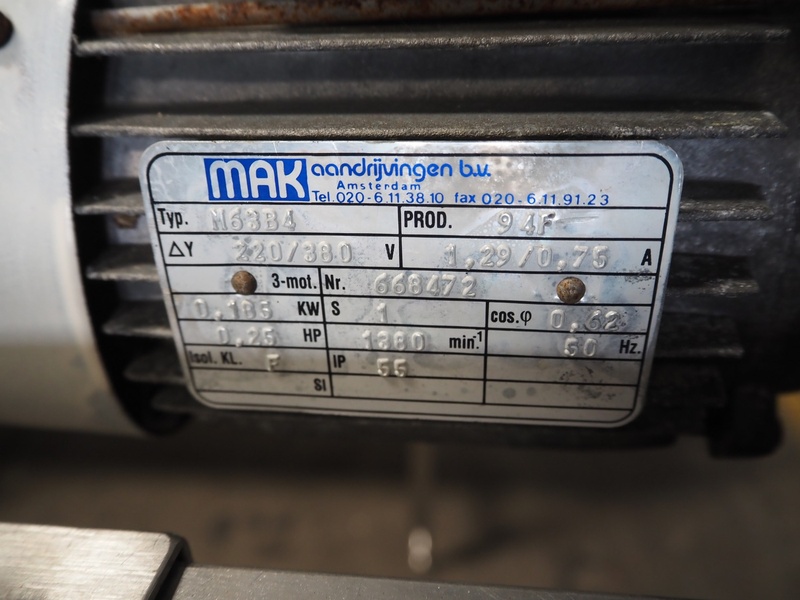 MAK aandrijvingen b.v.
Amsterdam
Tel. 020-6.11.38.10 fax 020-6.11.91.23
Typ. N63B4 PROD. 94F
ΔY 220/380 V 1,29/0,75 A
3-mot. Nr. 668472
0,185 KW S 1 cos.φ 0,62
0,25 HP 1380 min⁻¹ 50 Hz.
Isol. KL. F IP 55
SI